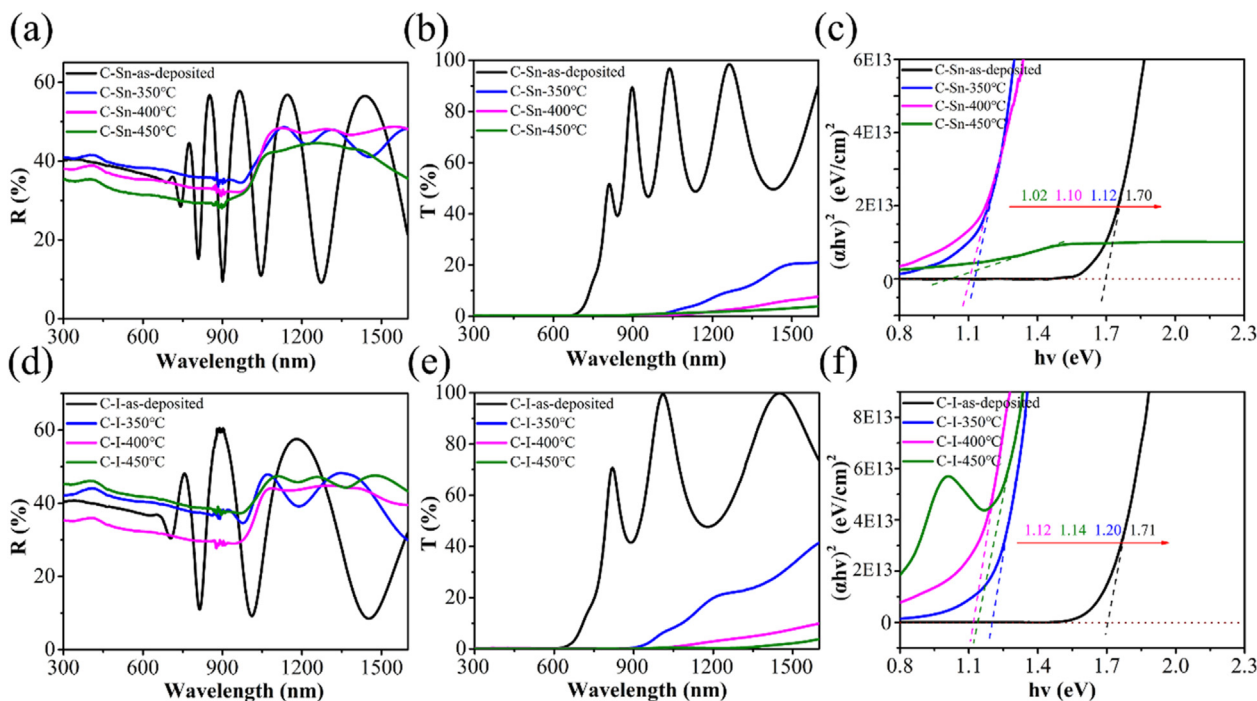 (a)
C-Sn-as-deposited
C-Sn-350℃
C-Sn-400℃
C-Sn-450℃
R (%)
60
40
20
0
300 600 900 1200 1500
Wavelength (nm)
(b)
C-Sn-as-deposited
C-Sn-350℃
C-Sn-400℃
C-Sn-450℃
T (%)
100
80
60
40
20
0
300 600 900 1200 1500
Wavelength (nm)
(c)
C-Sn-as-deposited
C-Sn-350℃
C-Sn-400℃
C-Sn-450℃
(αhv)² (eV/cm)²
6E13
4E13
2E13
0
1.02 1.10 1.12 1.70
0.8 1.1 1.4 1.7 2.0 2.3
hv (eV)
(d)
C-I-as-deposited
C-I-350℃
C-I-400℃
C-I-450℃
R (%)
60
40
20
0
300 600 900 1200 1500
Wavelength (nm)
(e)
C-I-as-deposited
C-I-350℃
C-I-400℃
C-I-450℃
T (%)
100
80
60
40
20
0
300 600 900 1200 1500
Wavelength (nm)
(f)
C-I-as-deposited
C-I-350℃
C-I-400℃
C-I-450℃
(αhv)² (eV/cm)²
8E13
6E13
4E13
2E13
0
1.12 1.14 1.20 1.71
0.8 1.1 1.4 1.7 2.0 2.3
hv (eV)